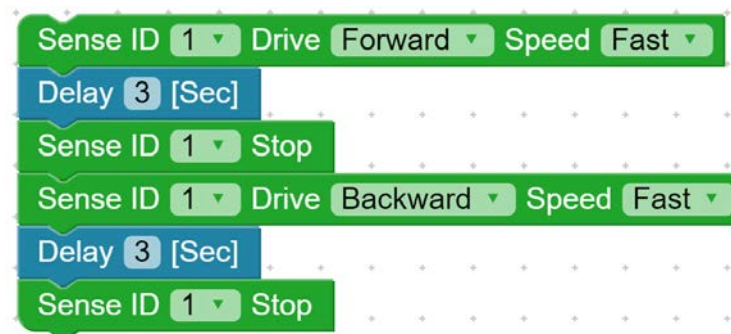 Sense ID 1 Drive Forward Speed Fast
Delay 3 [Sec]
Sense ID 1 Stop
Sense ID 1 Drive Backward Speed Fast
Delay 3 [Sec]
Sense ID 1 Stop